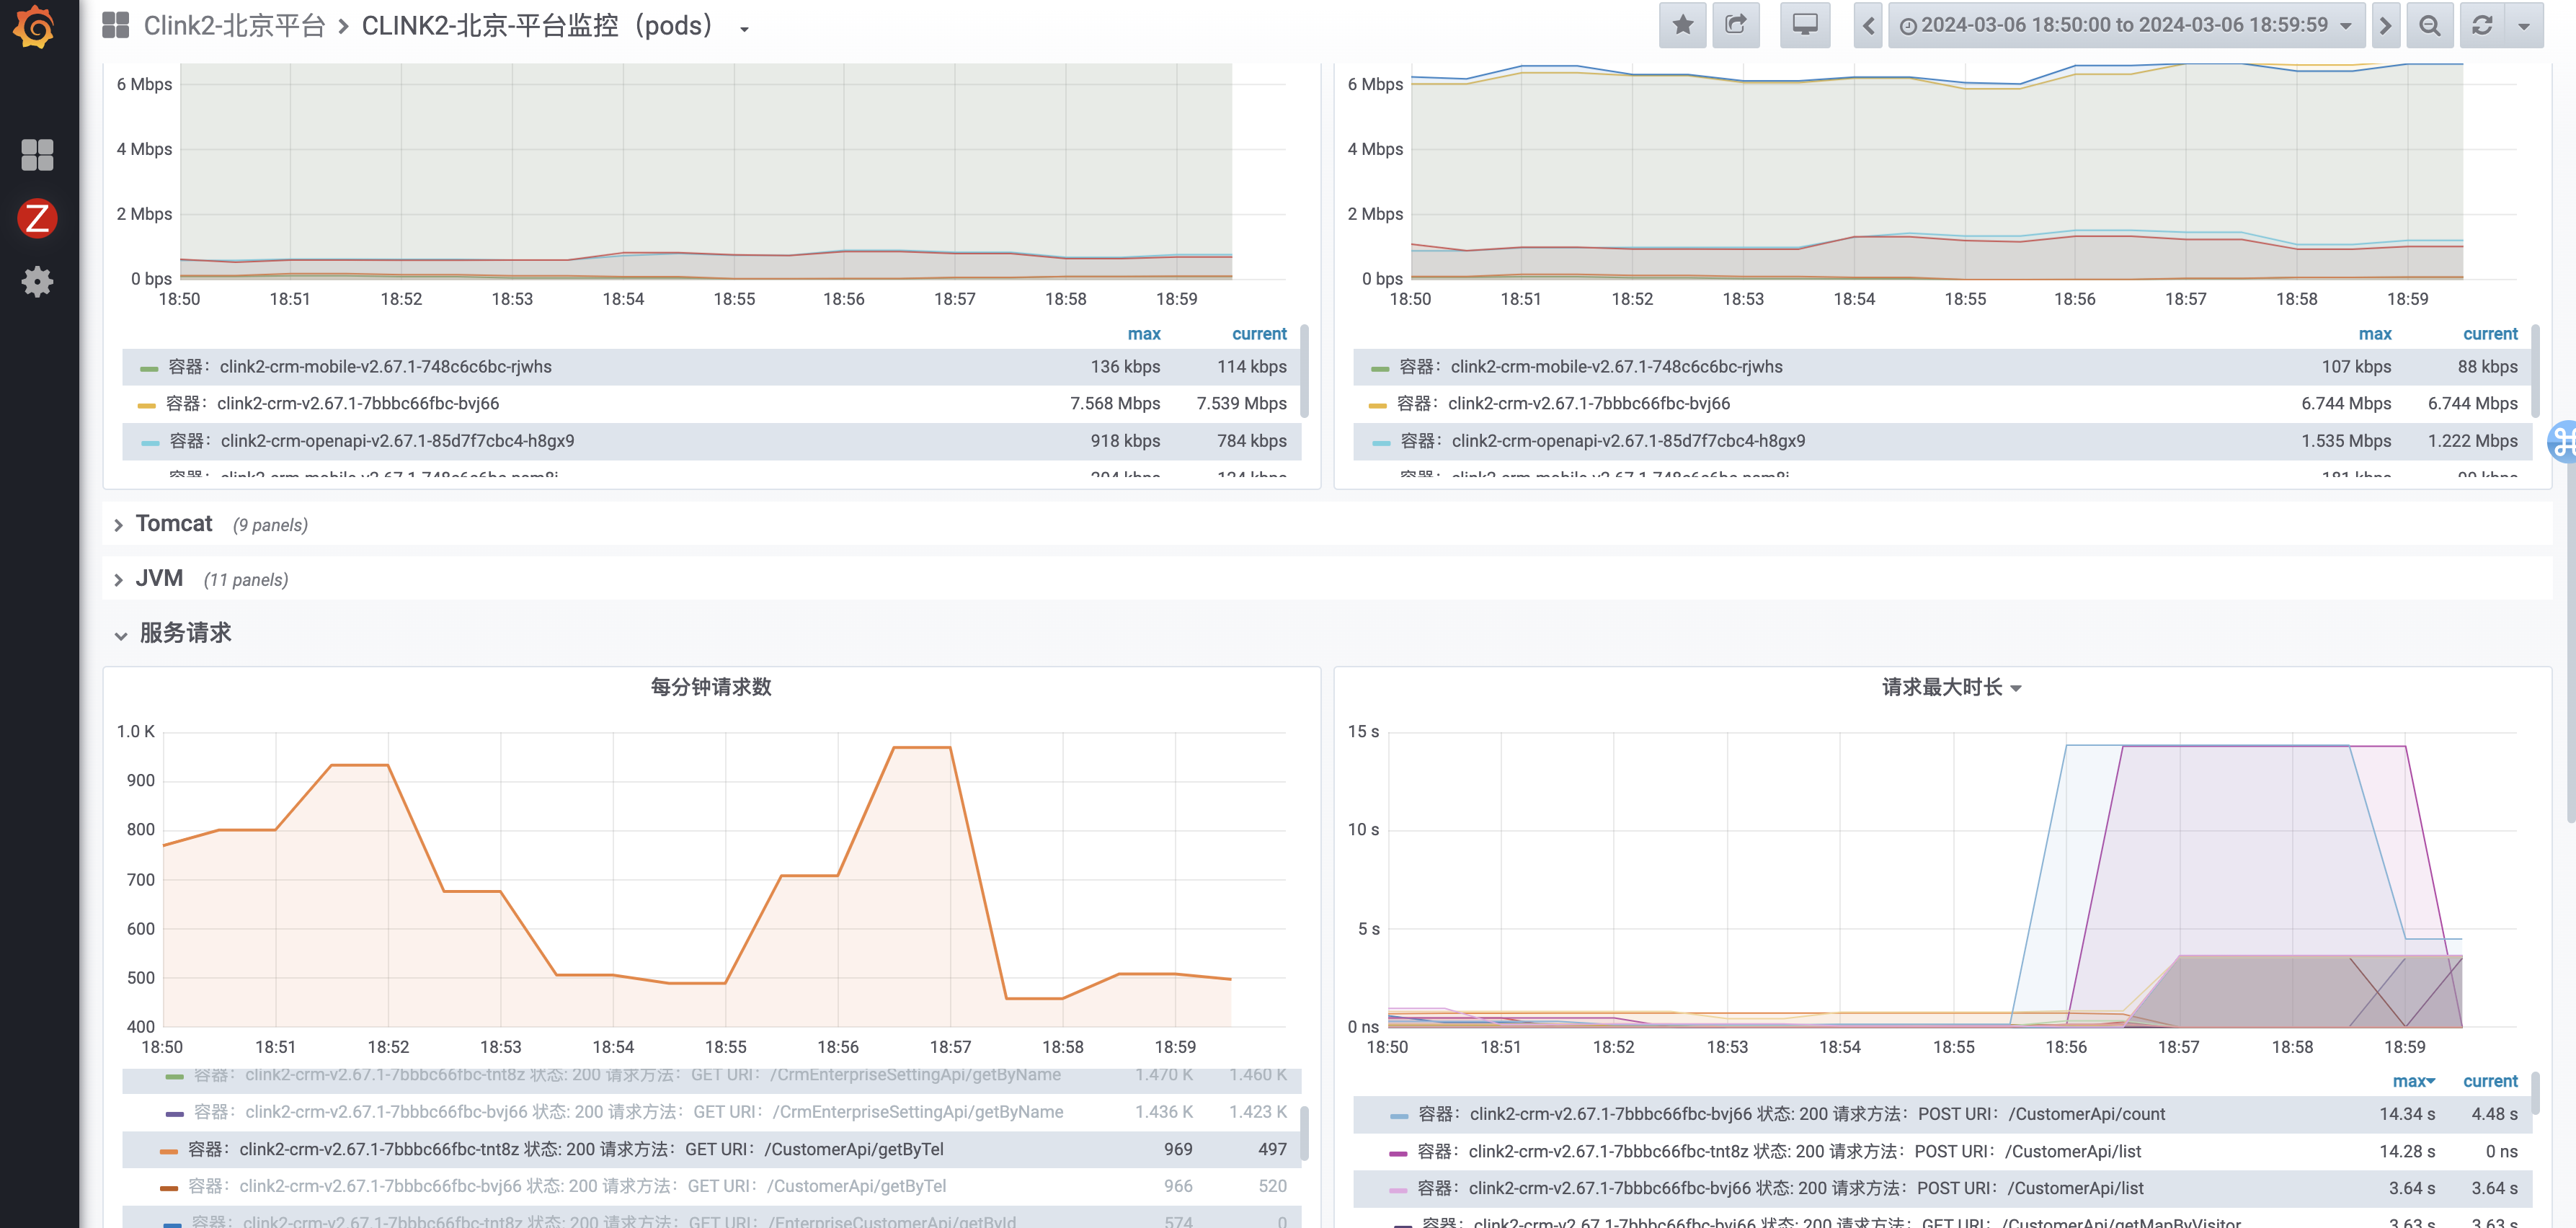 Clink2-北京平台 > CLINK2-北京-平台监控（pods）
2024-03-06 18:50:00 to 2024-03-06 18:59:59
Z
6 Mbps
4 Mbps
2 Mbps
0 bps
18:50 18:51 18:52 18:53 18:54 18:55 18:56 18:57 18:58 18:59
max current
容器： clink2-crm-mobile-v2.67.1-748c6c6bc-rjwhs 136 kbps 114 kbps
容器： clink2-crm-v2.67.1-7bbbc66fbc-bvj66 7.568 Mbps 7.539 Mbps
容器： clink2-crm-openapi-v2.67.1-85d7f7cbc4-h8gx9 918 kbps 784 kbps
6 Mbps
4 Mbps
2 Mbps
0 bps
18:50 18:51 18:52 18:53 18:54 18:55 18:56 18:57 18:58 18:59
max current
容器： clink2-crm-mobile-v2.67.1-748c6c6bc-rjwhs 107 kbps 88 kbps
容器： clink2-crm-v2.67.1-7bbbc66fbc-bvj66 6.744 Mbps 6.744 Mbps
容器： clink2-crm-openapi-v2.67.1-85d7f7cbc4-h8gx9 1.535 Mbps 1.222 Mbps
Tomcat (9 panels)
JVM (11 panels)
服务请求
每分钟请求数
1.0 K
900
800
700
600
500
400
18:50 18:51 18:52 18:53 18:54 18:55 18:56 18:57 18:58 18:59
容器： clink2-crm-v2.67.1-7bbbc66fbc-tnt8z 状态: 200 请求方法： GET URI： /CrmEnterpriseSettingApi/getByName 1.470 K 1.460 K
容器： clink2-crm-v2.67.1-7bbbc66fbc-bvj66 状态: 200 请求方法： GET URI： /CrmEnterpriseSettingApi/getByName 1.436 K 1.423 K
容器： clink2-crm-v2.67.1-7bbbc66fbc-tnt8z 状态: 200 请求方法： GET URI： /CustomerApi/getByTel 969 497
容器： clink2-crm-v2.67.1-7bbbc66fbc-bvj66 状态: 200 请求方法： GET URI： /CustomerApi/getByTel 966 520
容器： clink2-crm-v2.67.1-7bbbc66fbc-tnt8z 状态: 200 请求方法： GET URI： /EnterpriseCustomerApi/getById 574 0
请求最大时长
15 s
10 s
5 s
0 ns
18:50 18:51 18:52 18:53 18:54 18:55 18:56 18:57 18:58 18:59
max current
容器： clink2-crm-v2.67.1-7bbbc66fbc-bvj66 状态: 200 请求方法： POST URI： /CustomerApi/count 14.34 s 4.48 s
容器： clink2-crm-v2.67.1-7bbbc66fbc-tnt8z 状态: 200 请求方法： POST URI： /CustomerApi/list 14.28 s 0 ns
容器： clink2-crm-v2.67.1-7bbbc66fbc-bvj66 状态: 200 请求方法： POST URI： /CustomerApi/list 3.64 s 3.64 s
容器： clink2-crm-v2.67.1-7bbbc66fbc-bvj66 状态: 200 请求方法： GET URI： /CustomerApi/getMapByVisitor 3.63 s 3.63 s